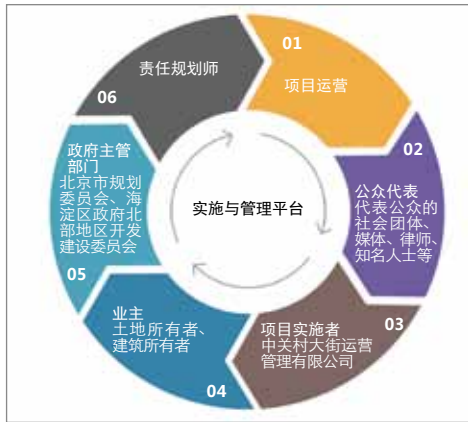 01
项目运营
02
公众代表
代表公众的
社会团体、
媒体、律师、
知名人士等
03
项目实施者
中关村大街运营
管理有限公司
04
业主
土地所有者、
建筑所有者
05
政府主管
部门
北京市规划
委员会、海
淀区政府北
部地区开发
建设委员会
06
责任规划师
实施与管理平台